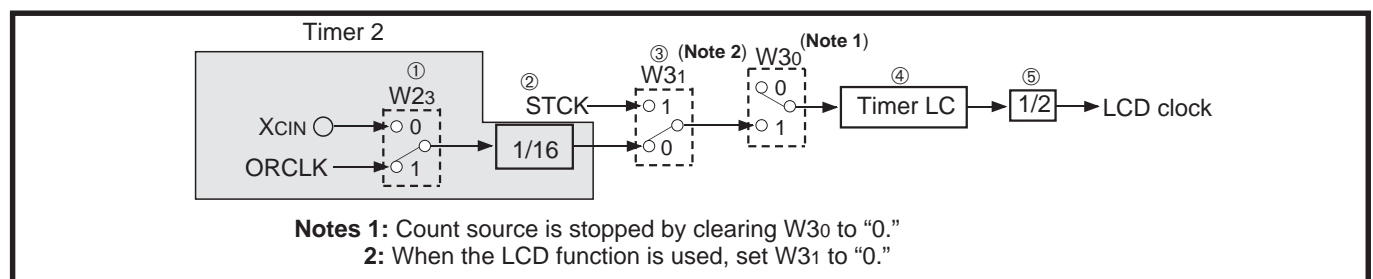 Timer 2
① W23
XCIN 0
ORCLK 1
1/16
② STCK
③ (Note 2)
W31
1
0
W30 (Note 1)
0
1
④ Timer LC
⑤ 1/2
LCD clock
Notes 1: Count source is stopped by clearing W30 to “0.”
2: When the LCD function is used, set W31 to “0.”